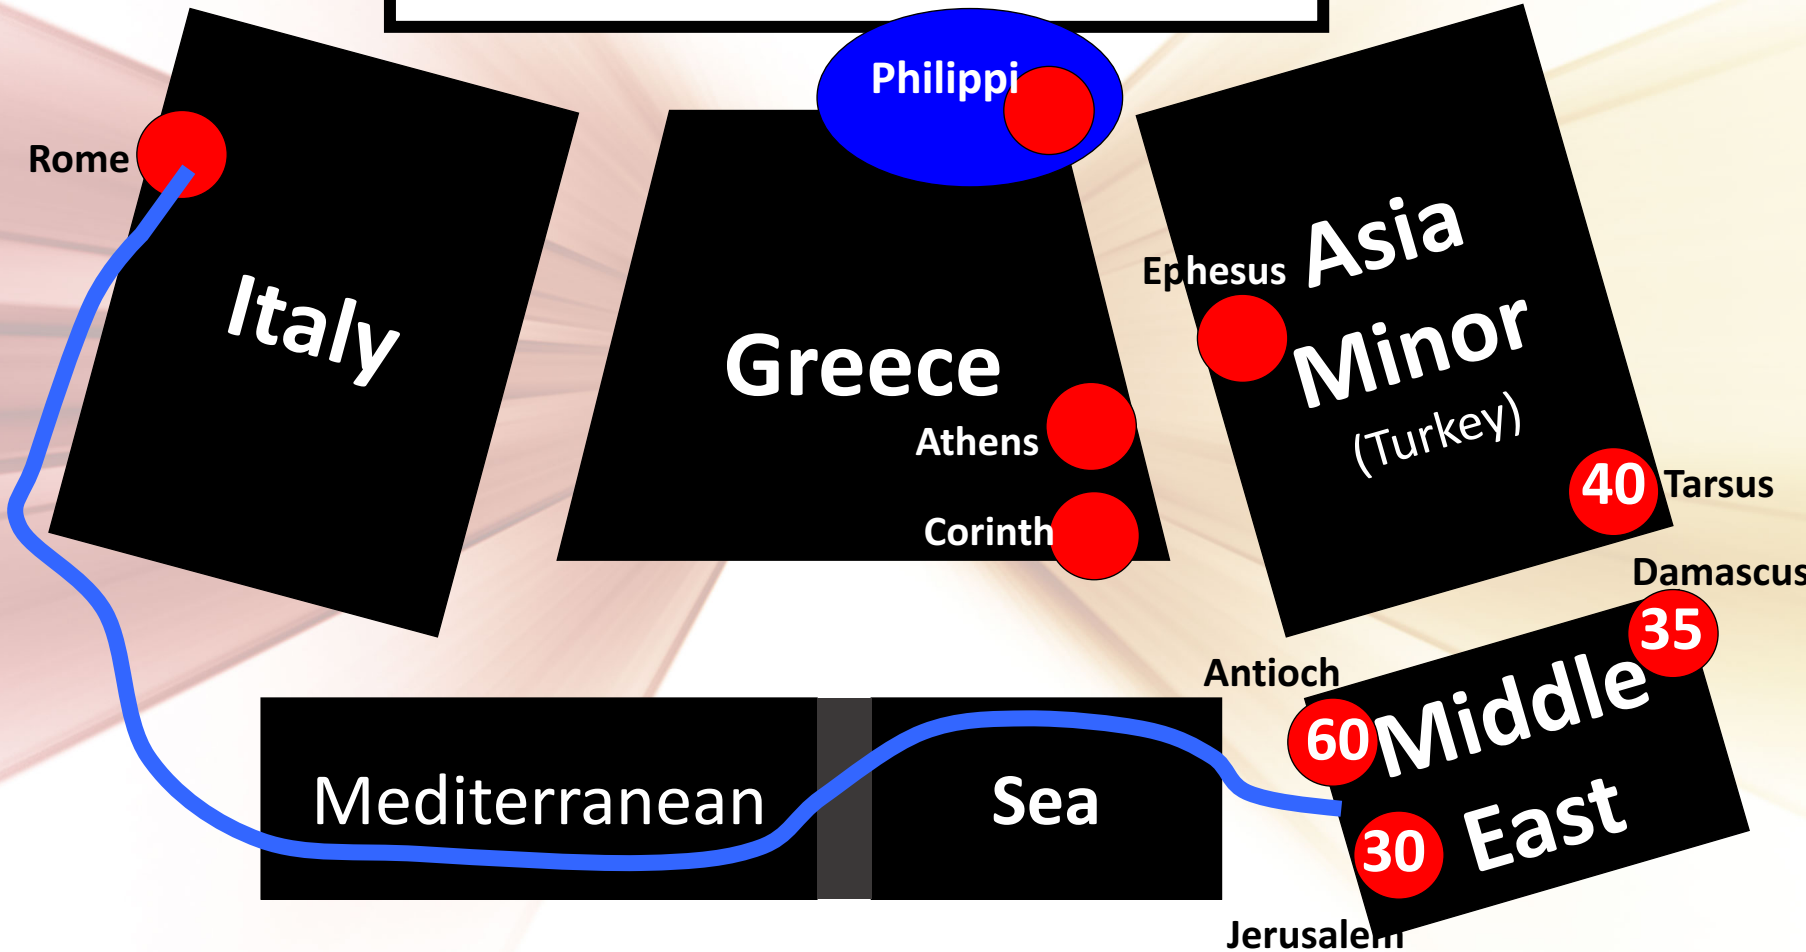 Philippi
Rome
Asia
Minor
(Turkey)
Ephesus
Italy
Greece
Athens
Corinth
40 Tarsus
Damascus
35
Antioch
60
Middle
East
Mediterranean Sea
30
Jerusalem